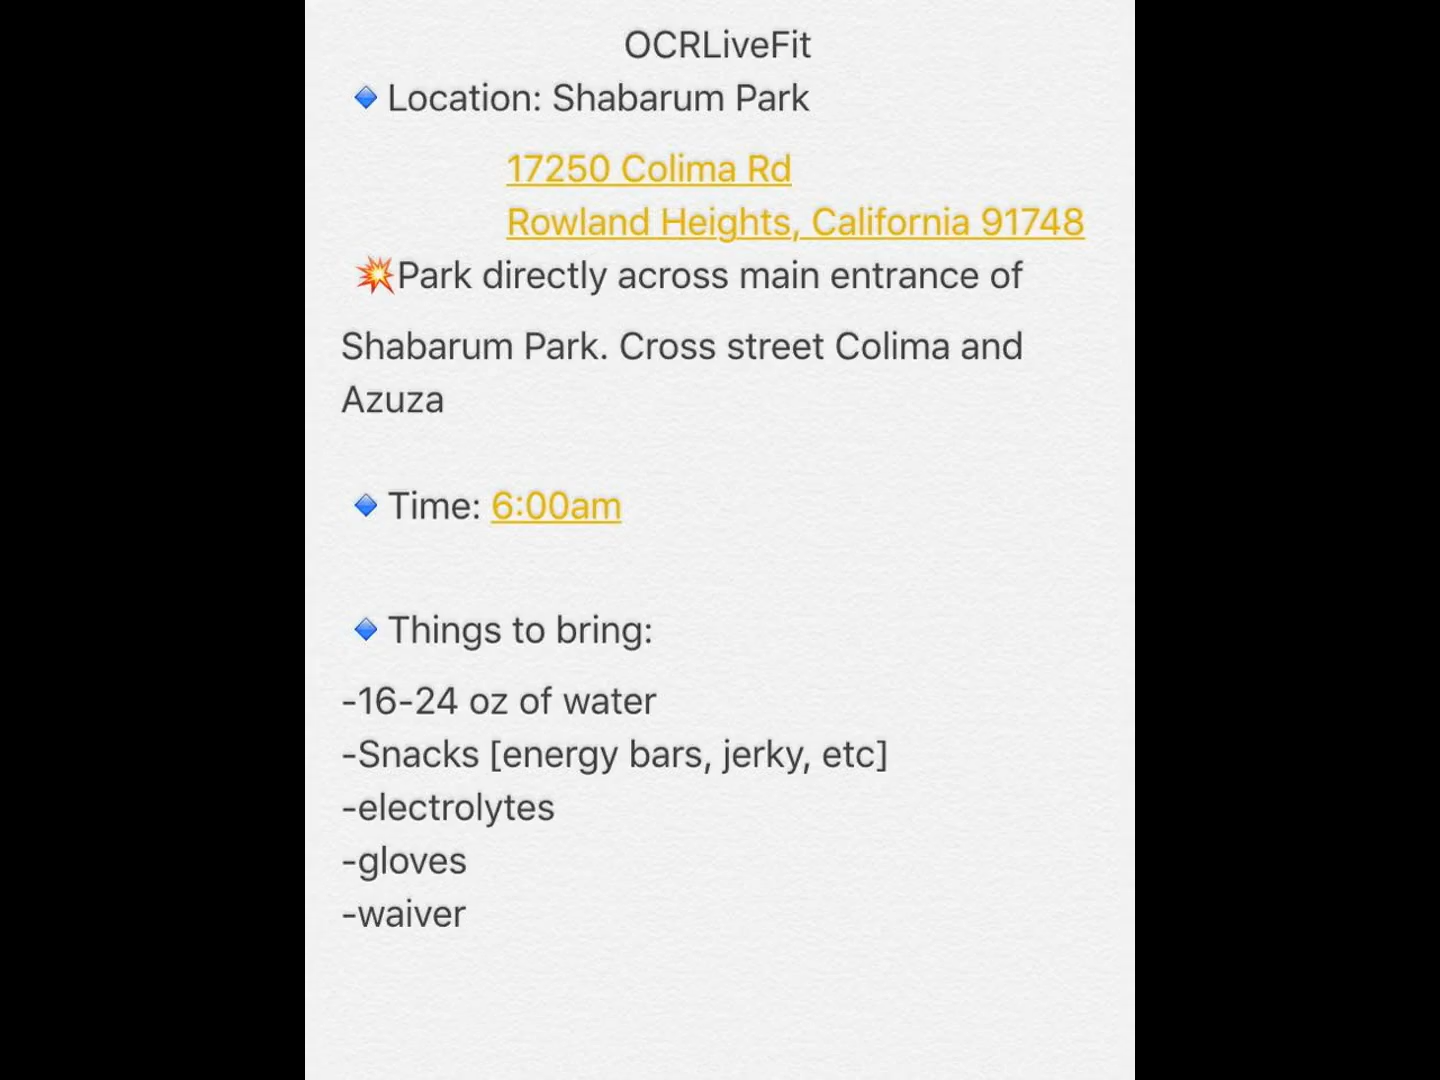 OCRLiveFit
🔹Location: Shabarum Park
17250 Colima Rd
Rowland Heights, California 91748
💥Park directly across main entrance of
Shabarum Park. Cross street Colima and
Azuza
🔹Time: 6:00am
🔹Things to bring:
-16-24 oz of water
-Snacks [energy bars, jerky, etc]
-electrolytes
-gloves
-waiver